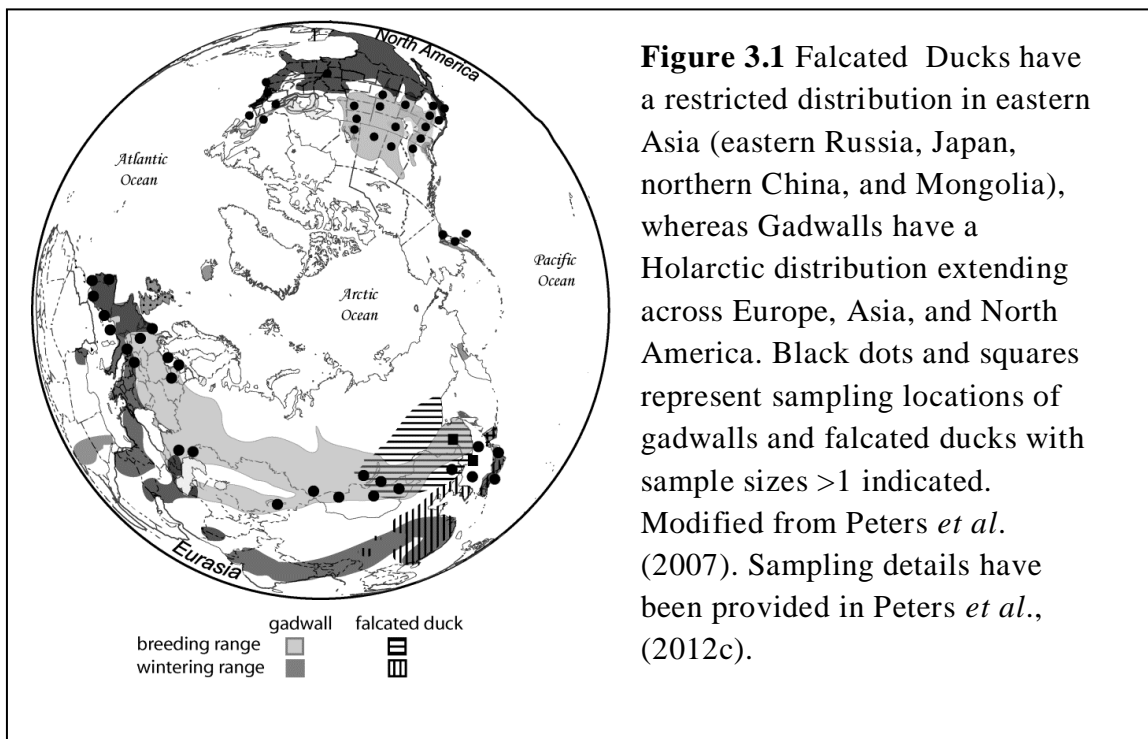 North America
Atlantic
Ocean
Pacific
Ocean
Arctic
Ocean
Eurasia
gadwall falcated duck
breeding range
wintering range
Figure 3.1 Falcated Ducks have
a restricted distribution in eastern
Asia (eastern Russia, Japan,
northern China, and Mongolia),
whereas Gadwalls have a
Holarctic distribution extending
across Europe, Asia, and North
America. Black dots and squares
represent sampling locations of
gadwalls and falcated ducks with
sample sizes >1 indicated.
Modified from Peters et al.
(2007). Sampling details have
been provided in Peters et al.,
(2012c).